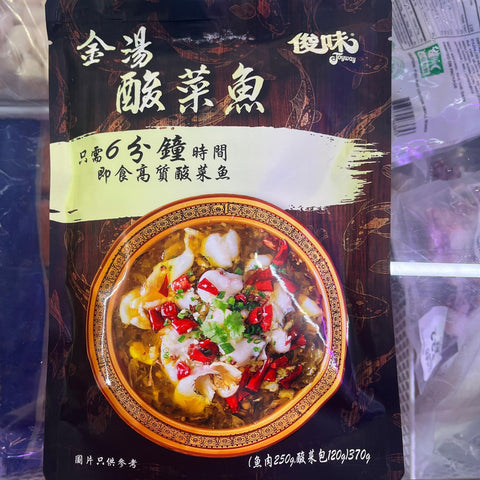 金湯
酸菜魚
俊味
Joyway
只需6分鐘時間
即食高質酸菜魚
圖片只供參考
(魚肉250g,酸菜包120g)370g